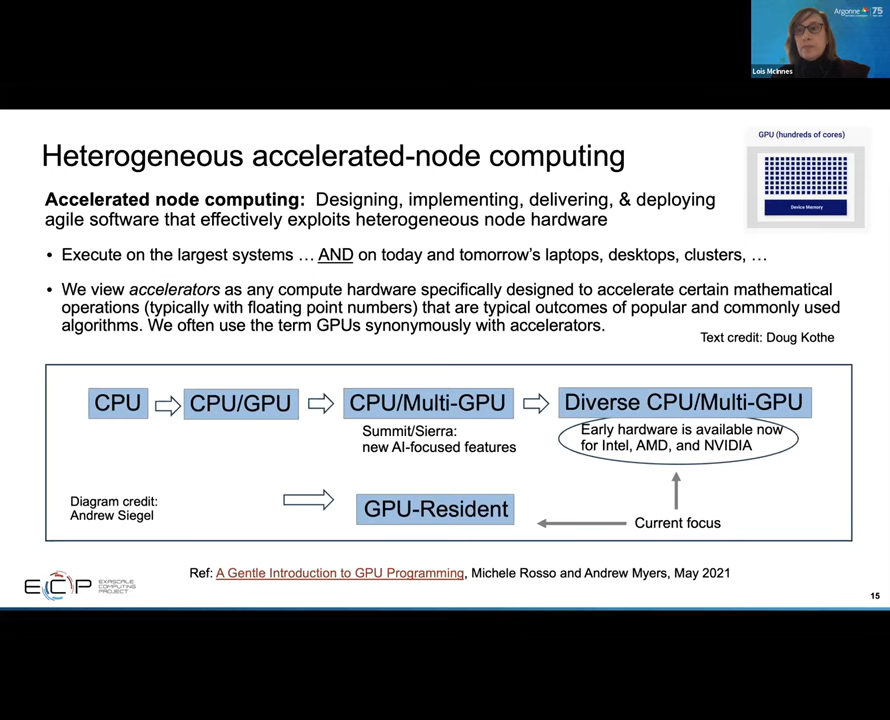 Argonne 75
Lois McInnes
GPU (hundreds of cores)
Device Memory
Heterogeneous accelerated-node computing
Accelerated node computing: Designing, implementing, delivering, & deploying
agile software that effectively exploits heterogeneous node hardware
• Execute on the largest systems … AND on today and tomorrow's laptops, desktops, clusters, …
• We view accelerators as any compute hardware specifically designed to accelerate certain mathematical
operations (typically with floating point numbers) that are typical outcomes of popular and commonly used
algorithms. We often use the term GPUs synonymously with accelerators.
Text credit: Doug Kothe
CPU
CPU/GPU
CPU/Multi-GPU
Diverse CPU/Multi-GPU
Summit/Sierra:
new AI-focused features
Early hardware is available now
for Intel, AMD, and NVIDIA
Diagram credit:
Andrew Siegel
GPU-Resident
Current focus
Ref: A Gentle Introduction to GPU Programming, Michele Rosso and Andrew Myers, May 2021
ECP
EXASCALE
COMPUTING
PROJECT
15